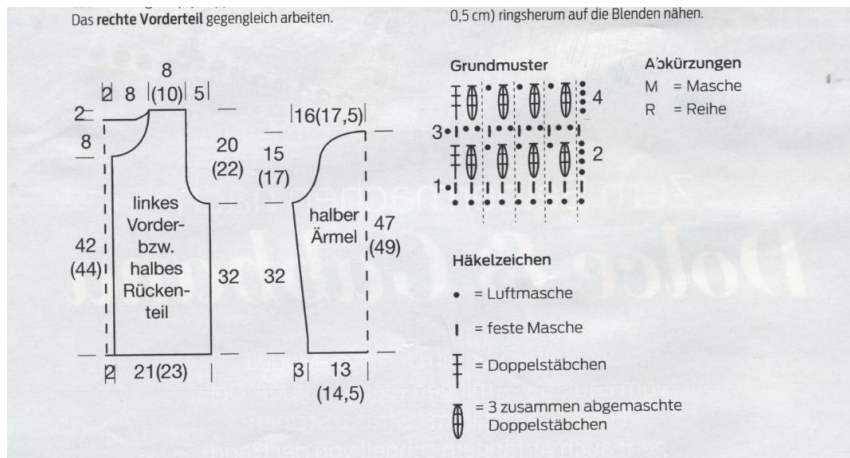 Das rechte Vorderteil gegengleich arbeiten.
8
2 8 (10) 5
2
8
20
(22)
42
(44)
32
linkes
Vorder-
bzw.
halbes
Rücken-
teil
2 21(23)
16(17,5)
15
(17)
32
halber
Ärmel
47
(49)
3 13
(14,5)
0,5 cm) ringsherum auf die Blenden nähen.
Grundmuster
4
3
2
1
Abkürzungen
M = Masche
R = Reihe
Häkelzeichen
= Luftmasche
= feste Masche
= Doppelstäbchen
= 3 zusammen abgemaschte
Doppelstäbchen